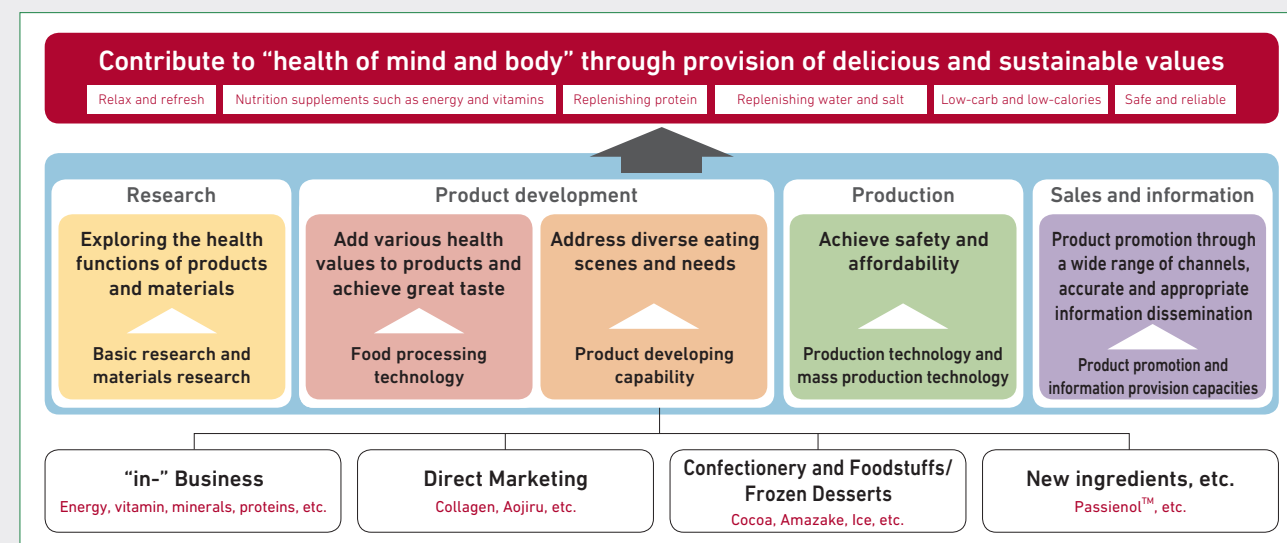 Contribute to “health of mind and body” through provision of delicious and sustainable values
Relax and refresh
Nutrition supplements such as energy and vitamins
Replenishing protein
Replenishing water and salt
Low-carb and low-calories
Safe and reliable
Research
Exploring the health
functions of products
and materials
Basic research and
materials research
Product development
Add various health
values to products and
achieve great taste
Food processing
technology
Address diverse eating
scenes and needs
Product developing
capability
Production
Achieve safety and
affordability
Production technology and
mass production technology
Sales and information
Product promotion through
a wide range of channels,
accurate and appropriate
information dissemination
Product promotion and
information provision capacities
“in-” Business
Energy, vitamin, minerals, proteins, etc.
Direct Marketing
Collagen, Aojiru, etc.
Confectionery and Foodstuffs/
Frozen Desserts
Cocoa, Amazake, Ice, etc.
New ingredients, etc.
Passienol™, etc.